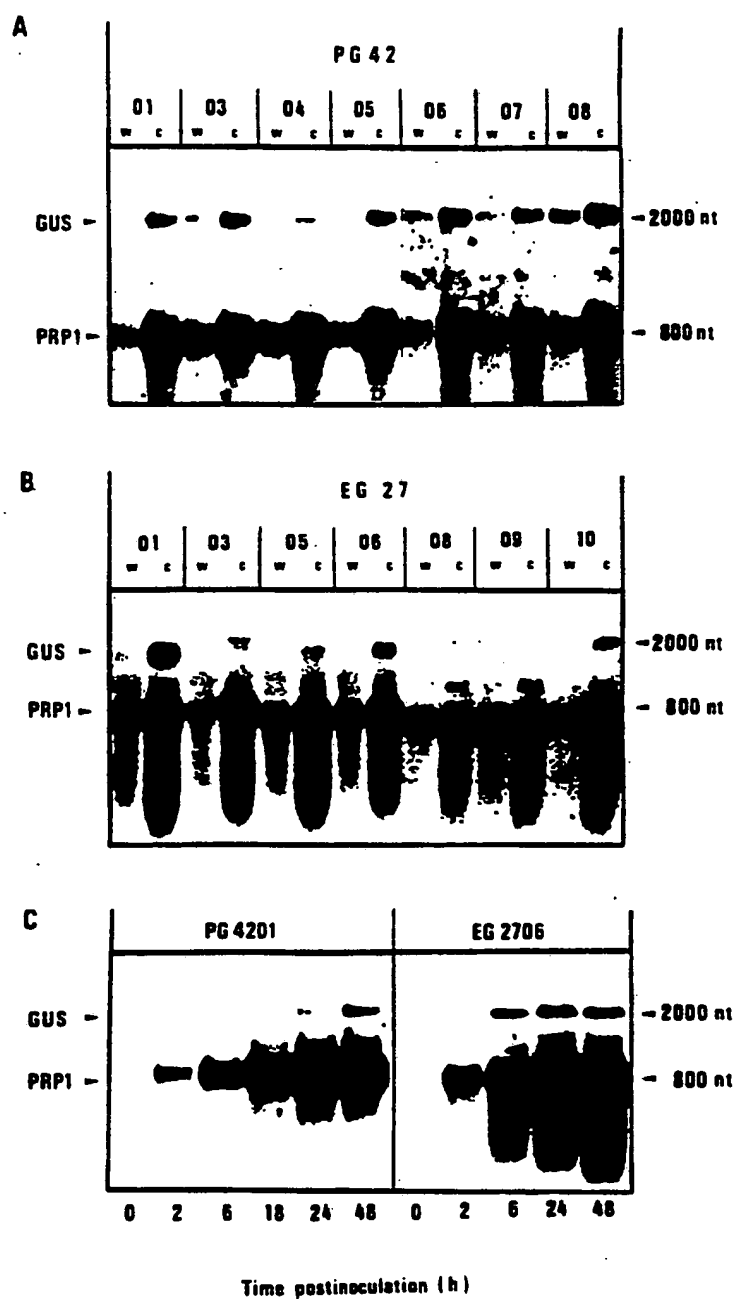 A
PG 42
01 03 04 05 06 07 08
w c w c w c w c w c w c w c
GUS 2000 nt
PRP1 800 nt
B
EG 27
01 03 05 06 08 09 10
w c w c w c w c w c w c w c
GUS 2000 nt
PRP1 800 nt
C
PG 4201 EG 2706
GUS 2000 nt
PRP1 800 nt
0 2 6 18 24 48 0 2 6 24 48
Time postinoculation (h)